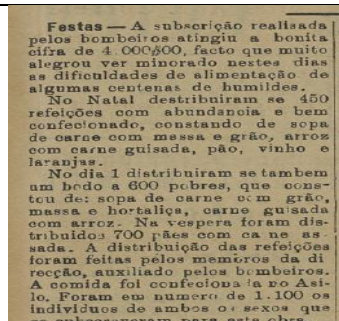 Festas — A subscrição realisada
pelos bombeiros atingiu a bonita
cifra de 4.000$00, facto que muito
alegrou ver minorado nestes dias
as dificuldades de alimentação de
algumas centenas de humildes.
No Natal destribuiram se 450
refeições com abundancia e bem
confecionado, constando de sopa
de carne com massa e grão, arroz
com carne guisada, pão, vinho e
laranjas.
No dia 1 distribuiram se tambem
um bodo a 600 pobres, que cons-
tou de: sopa de carne com grão,
massa e hortaliça, carne guisada
com arroz. Na vespera foram dis-
tribuidos 700 pães com carne as-
sada. A distribuição das refeições
foram feitas pelos membros da di
recção, auxiliado pelos bombeiros.
A comida foi confecionada no Asi-
lo. Foram em numero de 1.100 os
individuos de ambos os sexos que
para esta obra